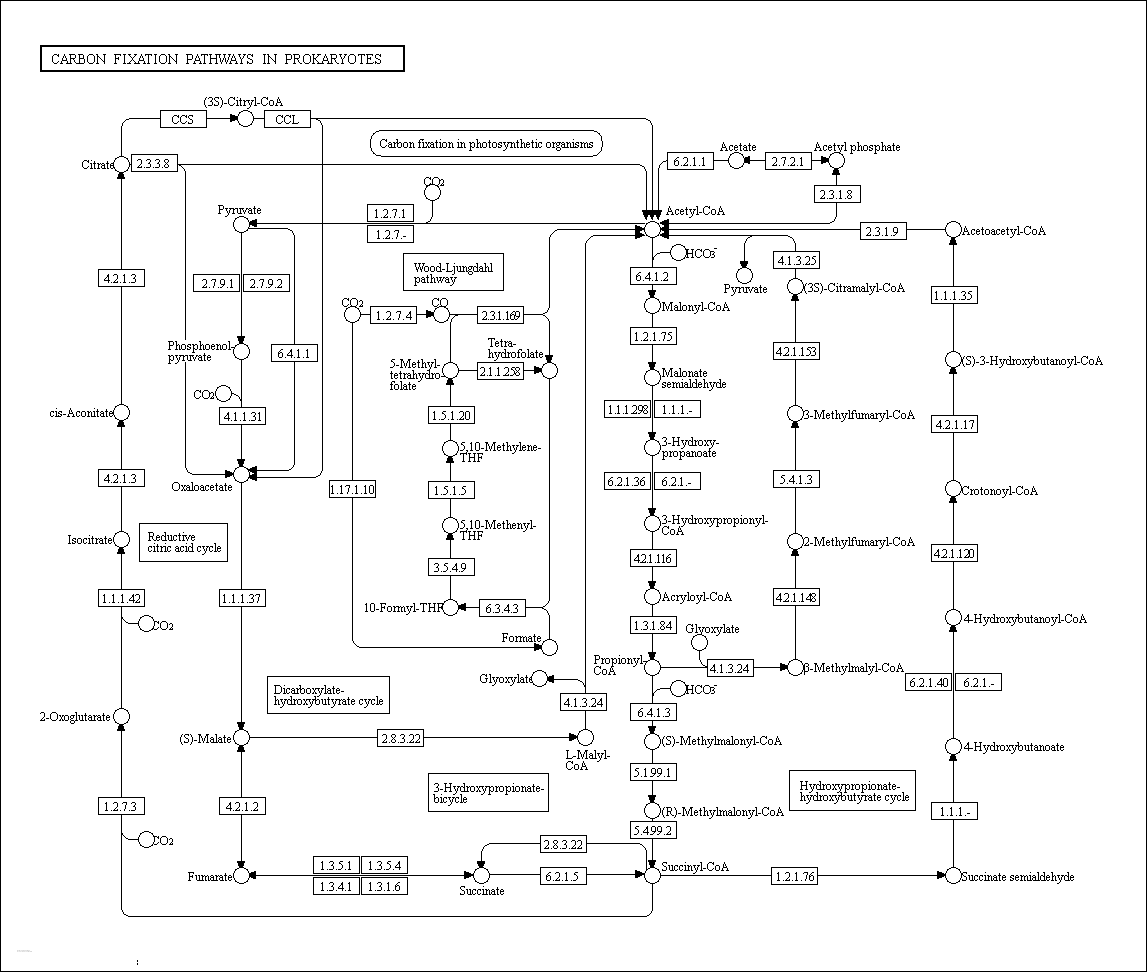 CARBON FIXATION PATHWAYS IN PROKARYOTES
(3S)-Citryl-CoA
CCS
CCL
Carbon fixation in photosynthetic organisms
Citrate
2.3.3.8
6.2.1.1
Acetate
2.7.2.1
Acetyl phosphate
2.3.1.8
CO2
Pyruvate
1.2.7.1
1.2.7.-
Acetyl-CoA
2.3.1.9
Acetoacetyl-CoA
HCO3-
4.2.1.3
2.7.9.1
2.7.9.2
Wood-Ljungdahl
pathway
6.4.1.2
Pyruvate
4.1.3.25
(3S)-Citramalyl-CoA
1.1.1.35
CO2
1.2.7.4
CO
2.3.1.169
Malonyl-CoA
1.2.1.75
Phosphoenol-
pyruvate
6.4.1.1
Tetra-
hydrofolate
5-Methyl-
tetrahydro-
folate
2.1.1.258
4.2.1.153
(S)-3-Hydroxybutanoyl-CoA
Malonate
semialdehyde
CO2
cis-Aconitate
4.1.1.31
1.5.1.20
1.1.1.298
1.1.1.-
3-Methylfumaryl-CoA
4.2.1.17
5,10-Methylene-
THF
3-Hydroxy-
propanoate
4.2.1.3
Oxaloacetate
1.17.1.10
1.5.1.5
6.2.1.36
6.2.1.-
5.4.1.3
Crotonoyl-CoA
Isocitrate
Reductive
citric acid cycle
5,10-Methenyl-
THF
3-Hydroxypropionyl-
CoA
2-Methylfumaryl-CoA
4.2.1.120
3.5.4.9
4.2.1.116
1.1.1.42
1.1.1.37
10-Formyl-THF
6.3.4.3
Acryloyl-CoA
4.2.1.148
CO2
1.3.1.84
Glyoxylate
4-Hydroxybutanoyl-CoA
Formate
Propionyl-
CoA
4.1.3.24
β-Methylmalyl-CoA
Glyoxylate
6.2.1.40
6.2.1.-
Dicarboxylate-
hydroxybutyrate cycle
4.1.3.24
HCO3-
6.4.1.3
2-Oxoglutarate
(S)-Malate
2.8.3.22
L-Malyl-
CoA
(S)-Methylmalonyl-CoA
4-Hydroxybutanoate
5.1.99.1
3-Hydroxypropionate-
bicycle
Hydroxypropionate-
hydroxybutyrate cycle
1.2.7.3
4.2.1.2
(R)-Methylmalonyl-CoA
1.1.1.-
CO2
5.4.99.2
2.8.3.22
1.3.5.1
1.3.5.4
Fumarate
1.3.4.1
1.3.1.6
Succinate
6.2.1.5
Succinyl-CoA
1.2.1.76
Succinate semialdehyde